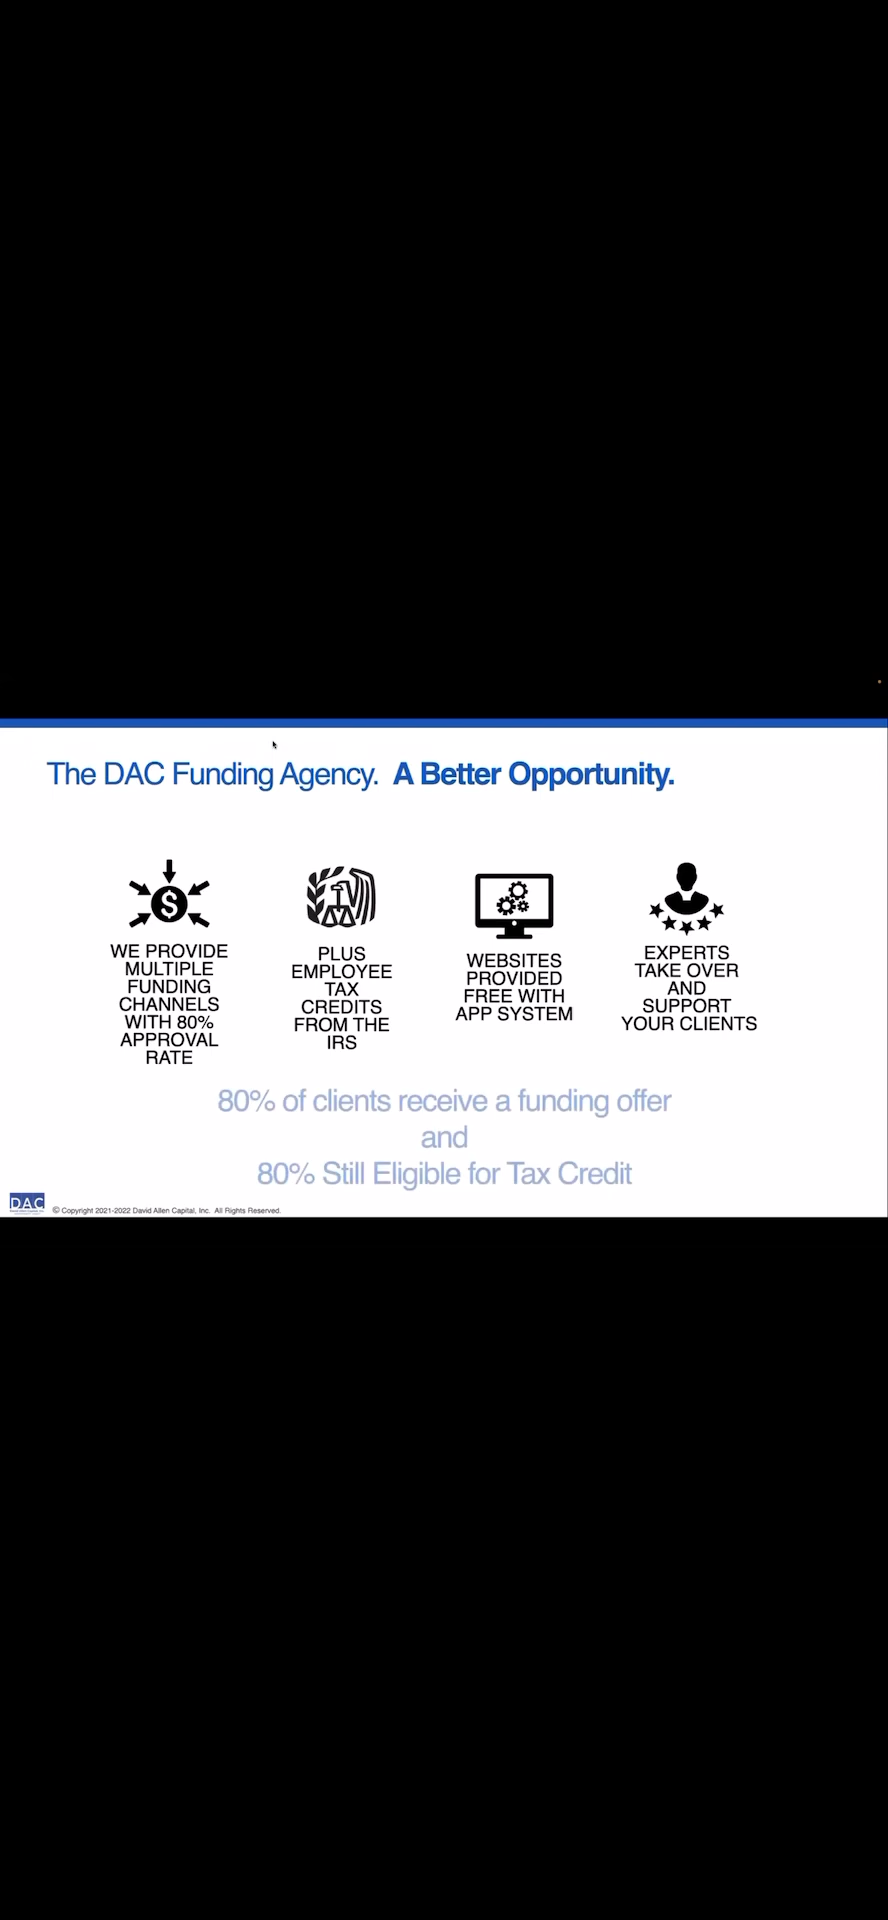 The DAC Funding Agency. A Better Opportunity.
WE PROVIDE
MULTIPLE
FUNDING
CHANNELS
WITH 80%
APPROVAL
RATE
PLUS
EMPLOYEE
TAX
CREDITS
FROM THE
IRS
WEBSITES
PROVIDED
FREE WITH
APP SYSTEM
EXPERTS
TAKE OVER
AND
SUPPORT
YOUR CLIENTS
80% of clients receive a funding offer
and
80% Still Eligible for Tax Credit
DAC
© Copyright 2021-2022 David Allen Capital, Inc. All Rights Reserved.